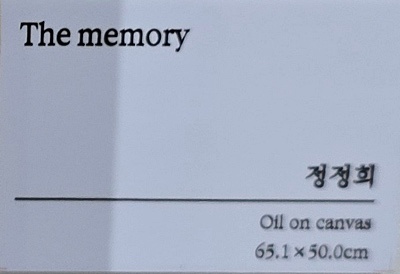 The memory
정정희
Oil on canvas
65.1×50.0cm